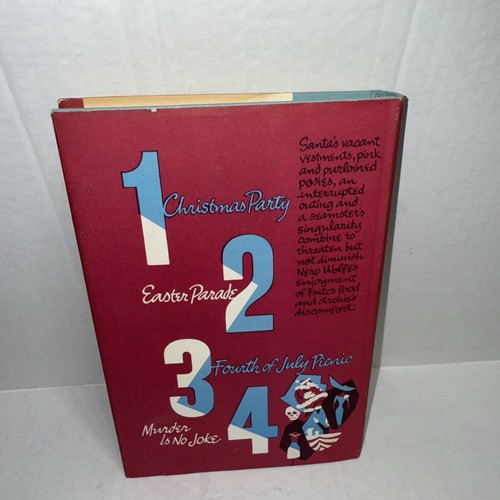 1
Christmas Party
2
Easter Parade
3
Fourth of July Picnic
4
Murder
Is No Joke
Santa's vacant
vestments, pink
and purloined
posies, an
interrupted
outing and
a seamster's
singularity
combine to
threaten but
not diminish
Nero Wolfe's
enjoyment
of Fritz's food
and Archie's
discomfort.